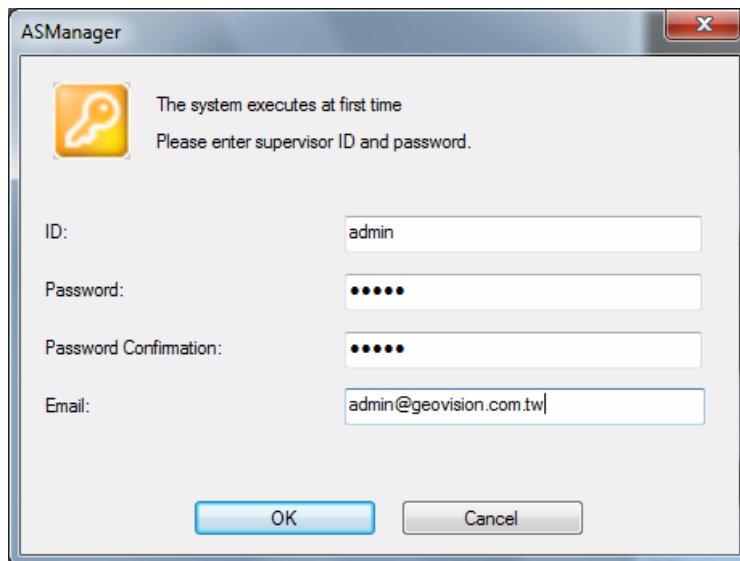 ASManager
The system executes at first time
Please enter supervisor ID and password.
ID:
admin
Password:
●●●●●
Password Confirmation:
●●●●●
Email:
admin@geovision.com.tw
OK
Cancel